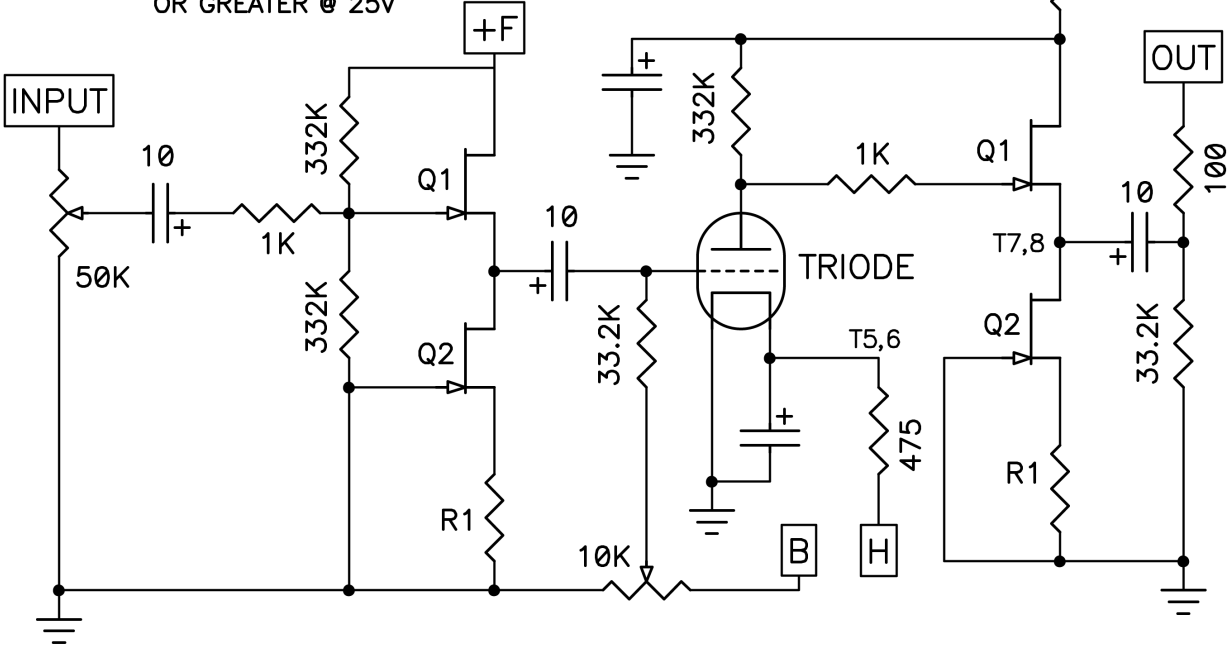 OR GREATER @ 25V
+F
INPUT
OUT
332K
332K
10
Q1
1K
Q1
100
10
+
1K
10
T7,8
+
50K
+
TRIODE
332K
Q2
33.2K
T5,6
Q2
33.2K
+
475
R1
R1
10K
B
H
+